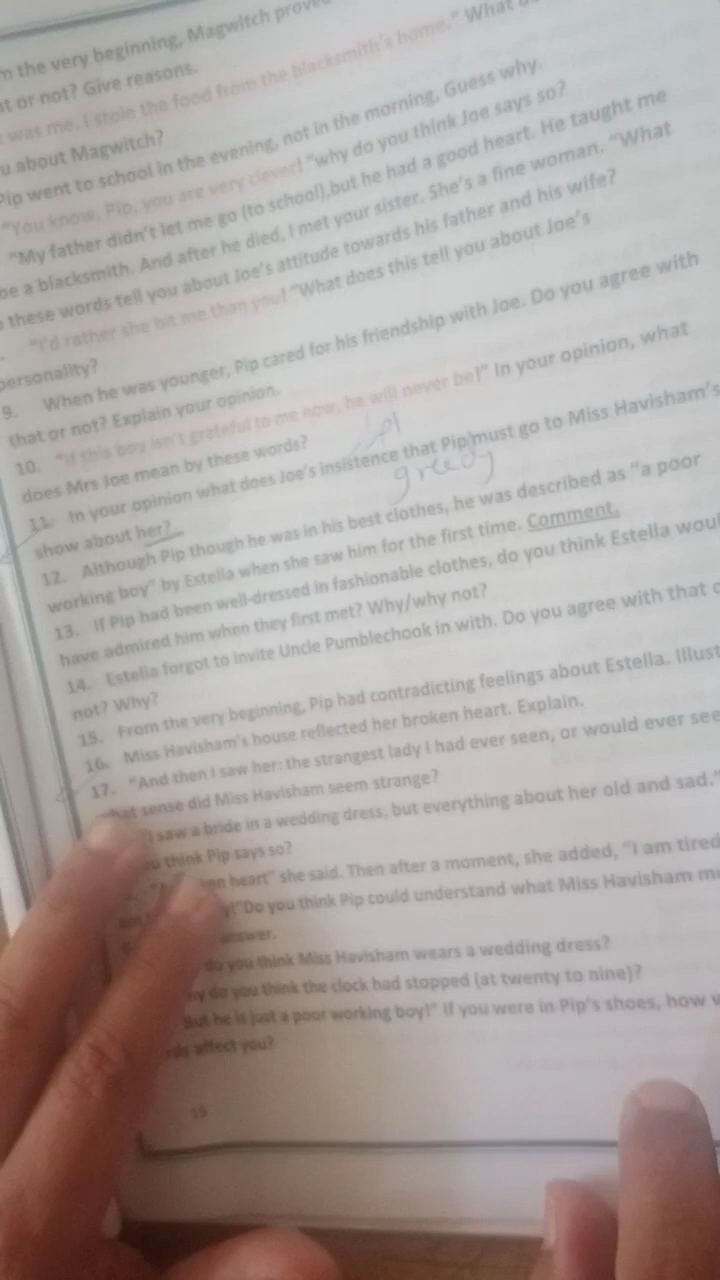 m the very beginning, Magwitch prove
at or not? Give reasons.
was me. I stole the food from the blacksmith's home." What
u about Magwitch?
Pip went to school in the evening, not in the morning, Guess why.
"You know, Pip, you are very clever! "why do you think Joe says so?
"My father didn't let me go (to school),but he had a good heart. He taught me
be a blacksmith. And after he died, I met your sister. She's a fine woman. "What
these words tell you about Joe's attitude towards his father and his wife?
"I'd rather she hit me than you! "What does this tell you about Joe's
personality?
9. When he was younger, Pip cared for his friendship with Joe. Do you agree with
that or not? Explain your opinion.
10. "If this boy isn't grateful to me now, he will never be!" In your opinion, what
does Mrs Joe mean by these words?
greedy
11. In your opinion what does Joe's insistence that Pip must go to Miss Havisham's
show about her?
12. Although Pip though he was in his best clothes, he was described as "a poor
working boy" by Estella when she saw him for the first time. Comment.
13. If Pip had been well-dressed in fashionable clothes, do you think Estella woul
have admired him when they first met? Why/why not?
14. Estella forgot to invite Uncle Pumblechook in with. Do you agree with that o
not? Why?
15. From the very beginning, Pip had contradicting feelings about Estella. Illust
16. Miss Havisham's house reflected her broken heart. Explain.
17. "And then I saw her: the strangest lady I had ever seen, or would ever see
what sense did Miss Havisham seem strange?
"I saw a bride in a wedding dress, but everything about her old and sad."
ou think Pip says so?
en heart" she said. Then after a moment, she added, "I am tired
y!"Do you think Pip could understand what Miss Havisham me
answer.
do you think Miss Havisham wears a wedding dress?
hy do you think the clock had stopped (at twenty to nine)?
But he is just a poor working boy!" If you were in Pip's shoes, how w
rds affect you?
15